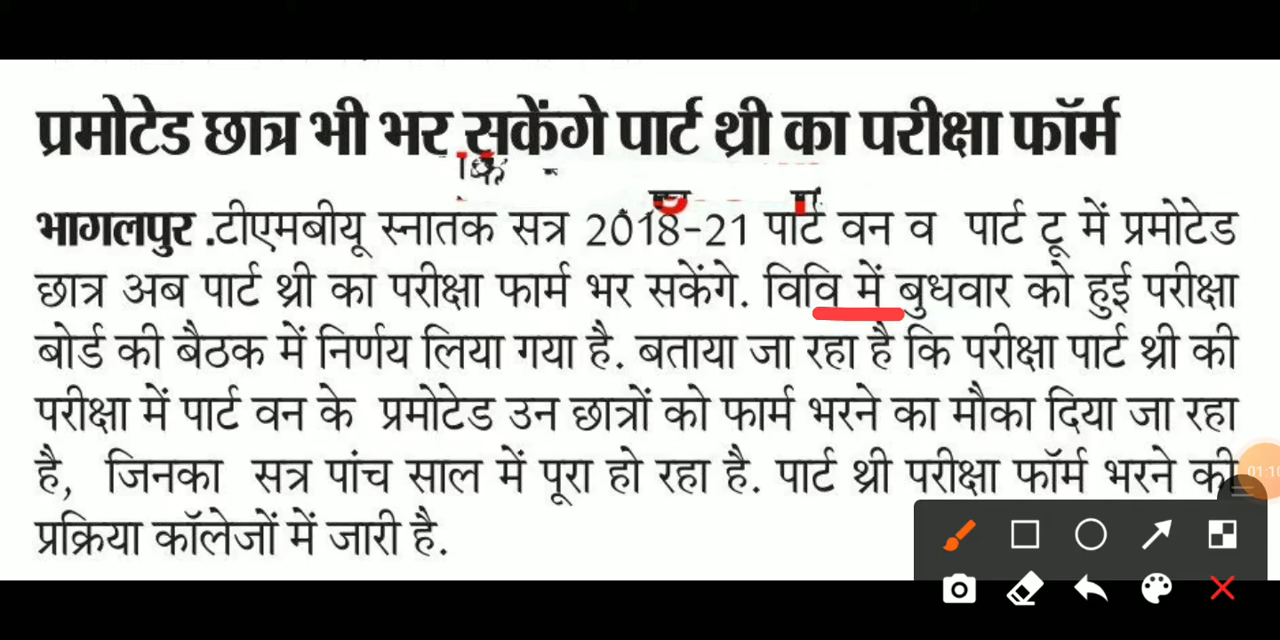 प्रमोटेड छात्र भी भर सकेंगे पार्ट थ्री का परीक्षा फॉर्म
भागलपुर .टीएमबीयू स्नातक सत्र 2018-21 पार्ट वन व पार्ट टू में प्रमोटेड
छात्र अब पार्ट थ्री का परीक्षा फार्म भर सकेंगे. विवि में बुधवार को हुई परीक्षा
बोर्ड की बैठक में निर्णय लिया गया है. बताया जा रहा है कि परीक्षा पार्ट थ्री की
परीक्षा में पार्ट वन के प्रमोटेड उन छात्रों को फार्म भरने का मौका दिया जा रहा
है, जिनका सत्र पांच साल में पूरा हो रहा है. पार्ट थ्री परीक्षा फॉर्म भरने की
प्रक्रिया कॉलेजों में जारी है.